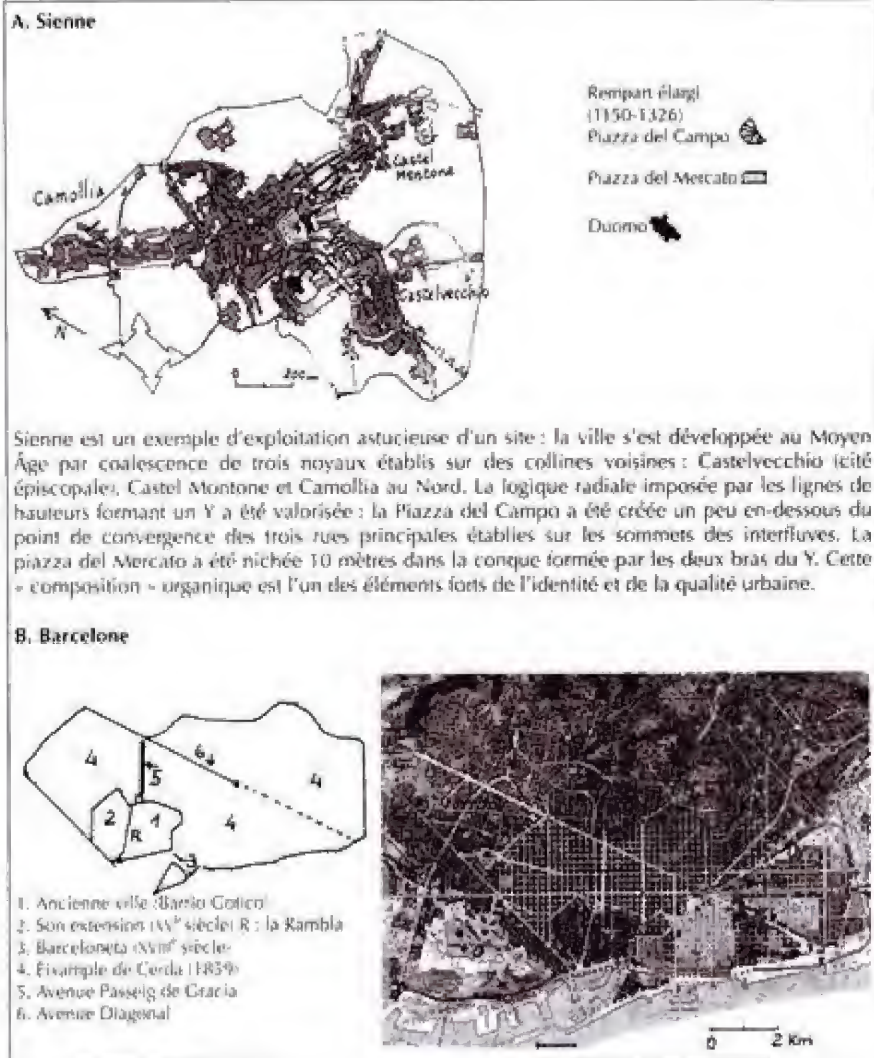 A. Sienne
Rempart élargi
(1150-1326)
Piazza del Campo
Piazza del Mercato
Duomo
Camollia
Castel
Montone
Castelvecchio
N
0 200m
Sienne est un exemple d'exploitation astucieuse d'un site : la ville s'est développée au Moyen
Âge par coalescence de trois noyaux établis sur des collines voisines : Castelvecchio (cité
épiscopale), Castel Montone et Camollia au Nord. La logique radiale imposée par les lignes de
hauteurs formant un Y a été valorisée : la Piazza del Campo a été créée un peu en-dessous du
point de convergence des trois rues principales établies sur les sommets des interfluves. La
piazza del Mercato a été nichée 10 mètres dans la conque formée par les deux bras du Y. Cette
« composition » organique est l'un des éléments forts de l'identité et de la qualité urbaine.
B. Barcelone
4
5
6
4
2
R
1
4
3
1. Ancienne ville (Barrio Gotico)
2. Son extension (XVe siècle) R : la Rambla
3. Barceloneta (XVIIIe siècle)
4. Eixample de Cerda (1859)
5. Avenue Passeig de Gracia
6. Avenue Diagonal
0 2 Km